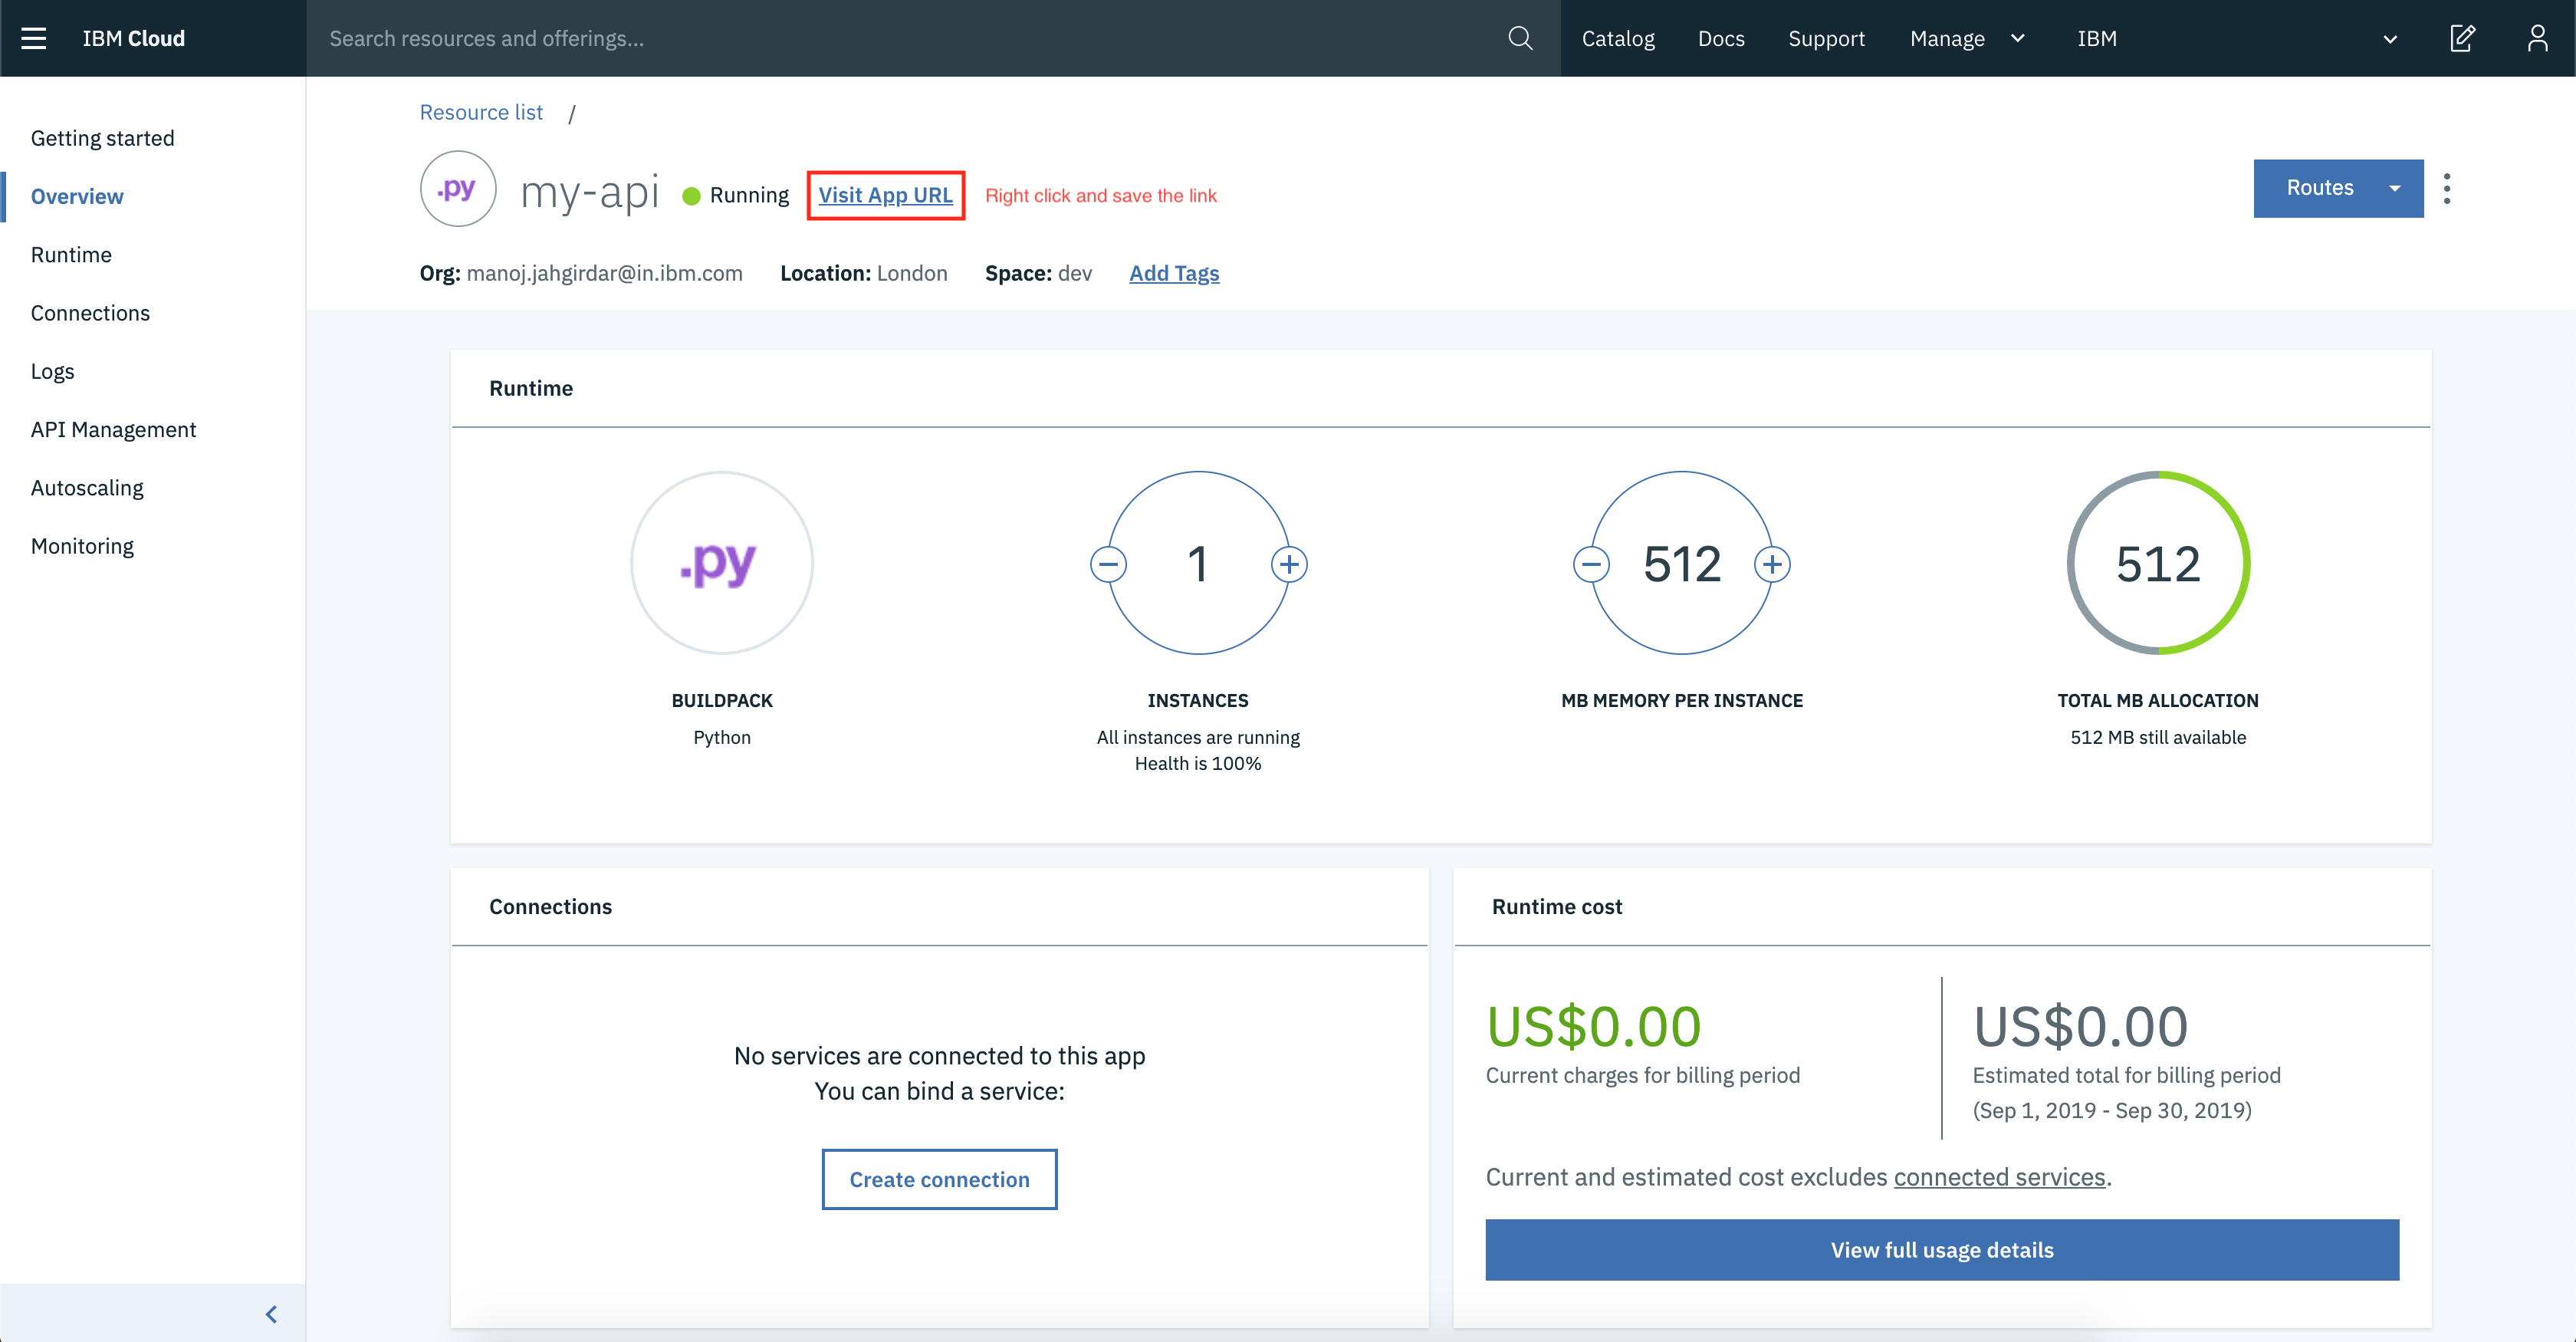 IBM Cloud
Search resources and offerings...
Catalog Docs Support Manage IBM
Getting started
Overview
Runtime
Connections
Logs
API Management
Autoscaling
Monitoring
Resource list /
.py my-api Running Visit App URL Right click and save the link
Routes
Org: manoj.jahgirdar@in.ibm.com Location: London Space: dev Add Tags
Runtime
.py 1 512 512
BUILDPACK INSTANCES MB MEMORY PER INSTANCE TOTAL MB ALLOCATION
Python All instances are running 512 MB still available
Health is 100%
Connections
No services are connected to this app
You can bind a service:
Create connection
Runtime cost
US$0.00 US$0.00
Current charges for billing period Estimated total for billing period
(Sep 1, 2019 - Sep 30, 2019)
Current and estimated cost excludes connected services.
View full usage details